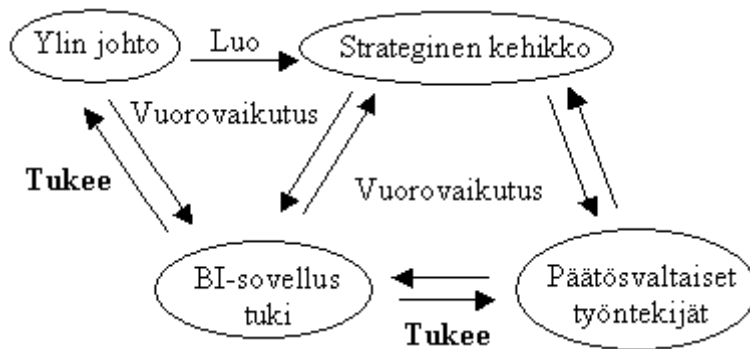 Ylin johto
Luo
Strateginen kehikko
Vuorovaikutus
Tukee
Vuorovaikutus
BI-sovellus
tuki
Päätösvaltaiset
työntekijät
Tukee